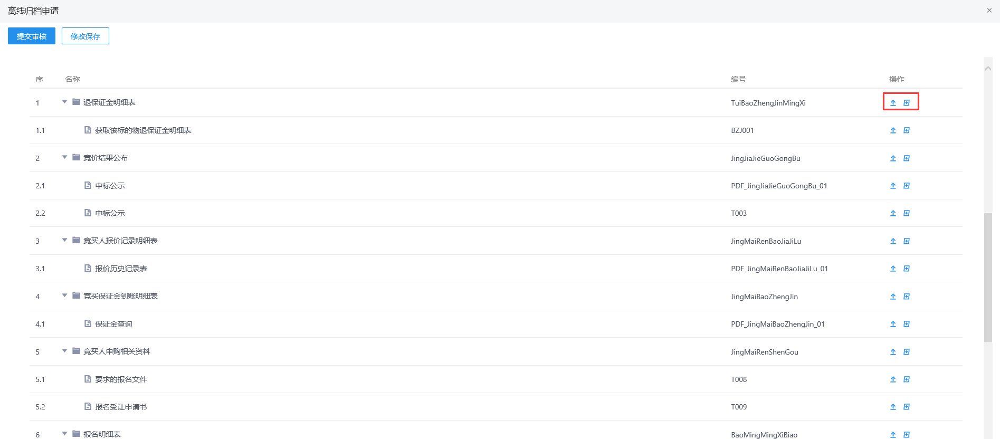 离线归档申请
提交审核 修改保存
序 名称 编号 操作
1 退保证金明细表 TuiBaoZhengJinMingXi
1.1 获取该标的物退保证金明细表 BZJ001
2 竞价结果公布 JingJiaJieGuoGongBu
2.1 中标公示 PDF_JingJiaJieGuoGongBu_01
2.2 中标公示 T003
3 竞买人报价记录明细表 JingMaiRenBaoJiaJiLu
3.1 报价历史记录表 PDF_JingMaiRenBaoJiaJiLu_01
4 竞买保证金到账明细表 JingMaiBaoZhengJin
4.1 保证金查询 PDF_JingMaiBaoZhengJin_01
5 竞买人申购相关资料 JingMaiRenShenGou
5.1 要求的报名文件 T008
5.2 报名受让申请书 T009
6 报名明细表 BaoMingMingXiBiao